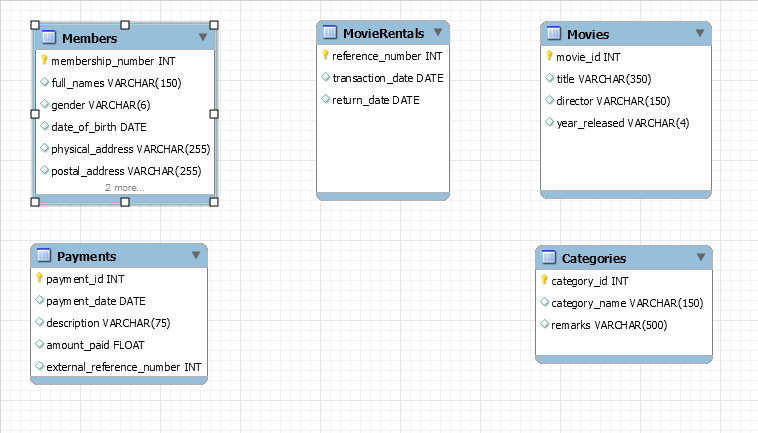 Members
membership_number INT
full_names VARCHAR(150)
gender VARCHAR(6)
date_of_birth DATE
physical_address VARCHAR(255)
postal_address VARCHAR(255)
2 more...
MovieRentals
reference_number INT
transaction_date DATE
return_date DATE
Movies
movie_id INT
title VARCHAR(350)
director VARCHAR(150)
year_released VARCHAR(4)
Payments
payment_id INT
payment_date DATE
description VARCHAR(75)
amount_paid FLOAT
external_reference_number INT
Categories
category_id INT
category_name VARCHAR(150)
remarks VARCHAR(500)